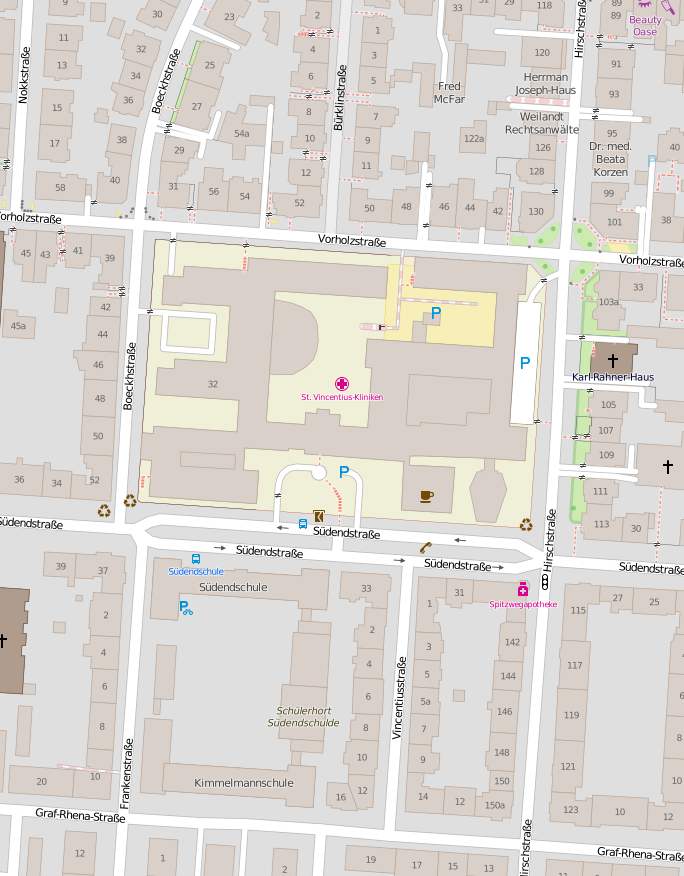 23
2
1
33
31
29
118
Hirschstraße
89
89
Beauty
Oase
30
11
32
4
3
120
91
Nokkstraße
13
34
Boeckhstraße
25
6
5
Fred
McFar
Herrman
Joseph-Haus
93
15
36
27
8
Bürklinstraße
7
Weilandt
Rechtsanwälte
95
17
38
29
54a
10
9
122a
126
Dr. med.
Beata
Korzen
40
58
40
31
56
54
12
11
128
P
99
52
50
48
46
44
42
130
101
38
Vorholzstraße
Vorholzstraße
Vorholzstraße
45
43
41
39
33
103a
42
45a
44
P
46
P
Karl-Rahner-Haus
32
St. Vincentius-Kliniken
48
Boeckhstraße
105
50
107
109
36
34
52
P
111
Hirschstraße
113
30
Südendstraße
Südendstraße
Südendstraße
Südendstraße
Südendstraße
39
37
Südendschule
Südendschule
33
31
Spitzwegapotheke
27
25
P
2
1
115
4
2
3
142
6
4
5
144
117
8
6
5a
146
119
Schülerhort
Südendschulde
8
7
Vincentiusstraße
148
8
10
9
121
10
20
10
Frankenstraße
Kimmelmannschule
16
12
14
12
150
150a
123
10
12
Graf-Rhena-Straße
Hirschstraße
Graf-Rhena-Straße
12
1
2
19
17
15
13